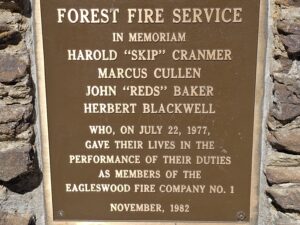 FOREST FIRE SERVICE
IN MEMORIAM
HAROLD "SKIP" CRANMER
MARCUS CULLEN
JOHN "REDS" BAKER
HERBERT BLACKWELL
WHO, ON JULY 22, 1977,
GAVE THEIR LIVES IN THE
PERFORMANCE OF THEIR DUTIES
AS MEMBERS OF THE
EAGLESWOOD FIRE COMPANY NO. 1
NOVEMBER, 1982